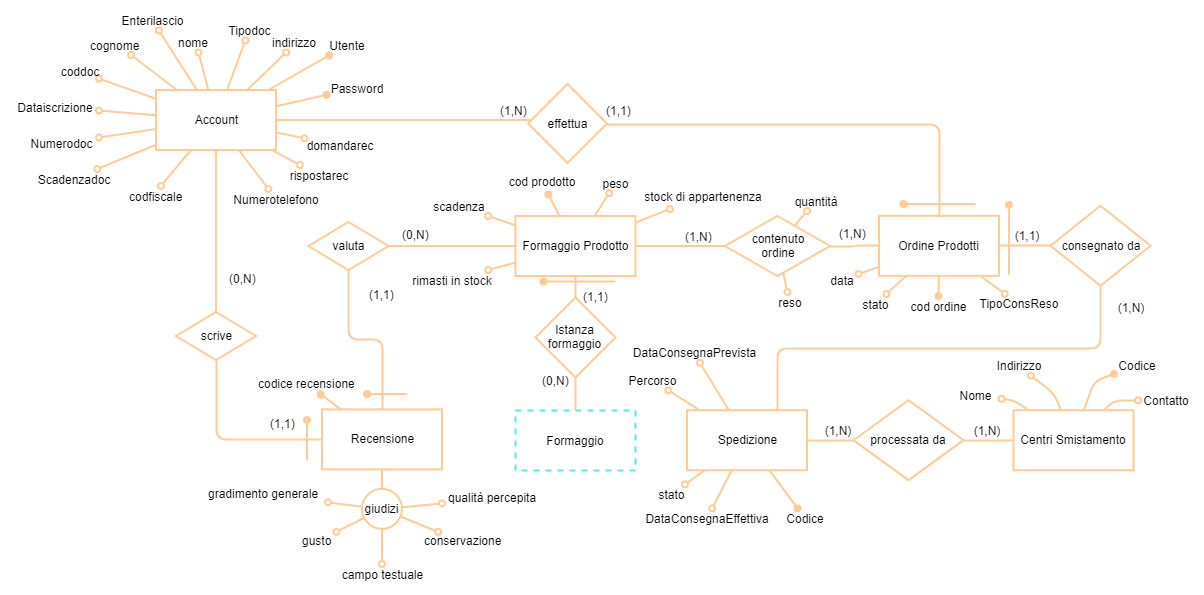 Enterilascio
cognome
nome
Tipodoc
indirizzo
Utente
coddoc
Password
Dataiscrizione
Account
(1,N)
effettua
(1,1)
Numerodoc
domandarec
Scadenzadoc
rispostarec
codfiscale
Numerotelefono
cod prodotto
peso
stock di appartenenza
scadenza
quantità
valuta
(0,N)
Formaggio Prodotto
(1,N)
contenuto
ordine
(1,N)
Ordine Prodotti
(1,1)
consegnato da
rimasti in stock
(0,N)
(1,1)
(1,1)
reso
data
stato
cod ordine
TipoConsReso
(1,N)
scrive
Istanza
formaggio
DataConsegnaPrevista
Indirizzo
Codice
codice recensione
(0,N)
Percorso
Nome
Contatto
(1,1)
Recensione
Formaggio
Spedizione
(1,N)
processata da
(1,N)
Centri Smistamento
gradimento generale
giudizi
qualità percepita
stato
DataConsegnaEffettiva
Codice
gusto
conservazione
campo testuale